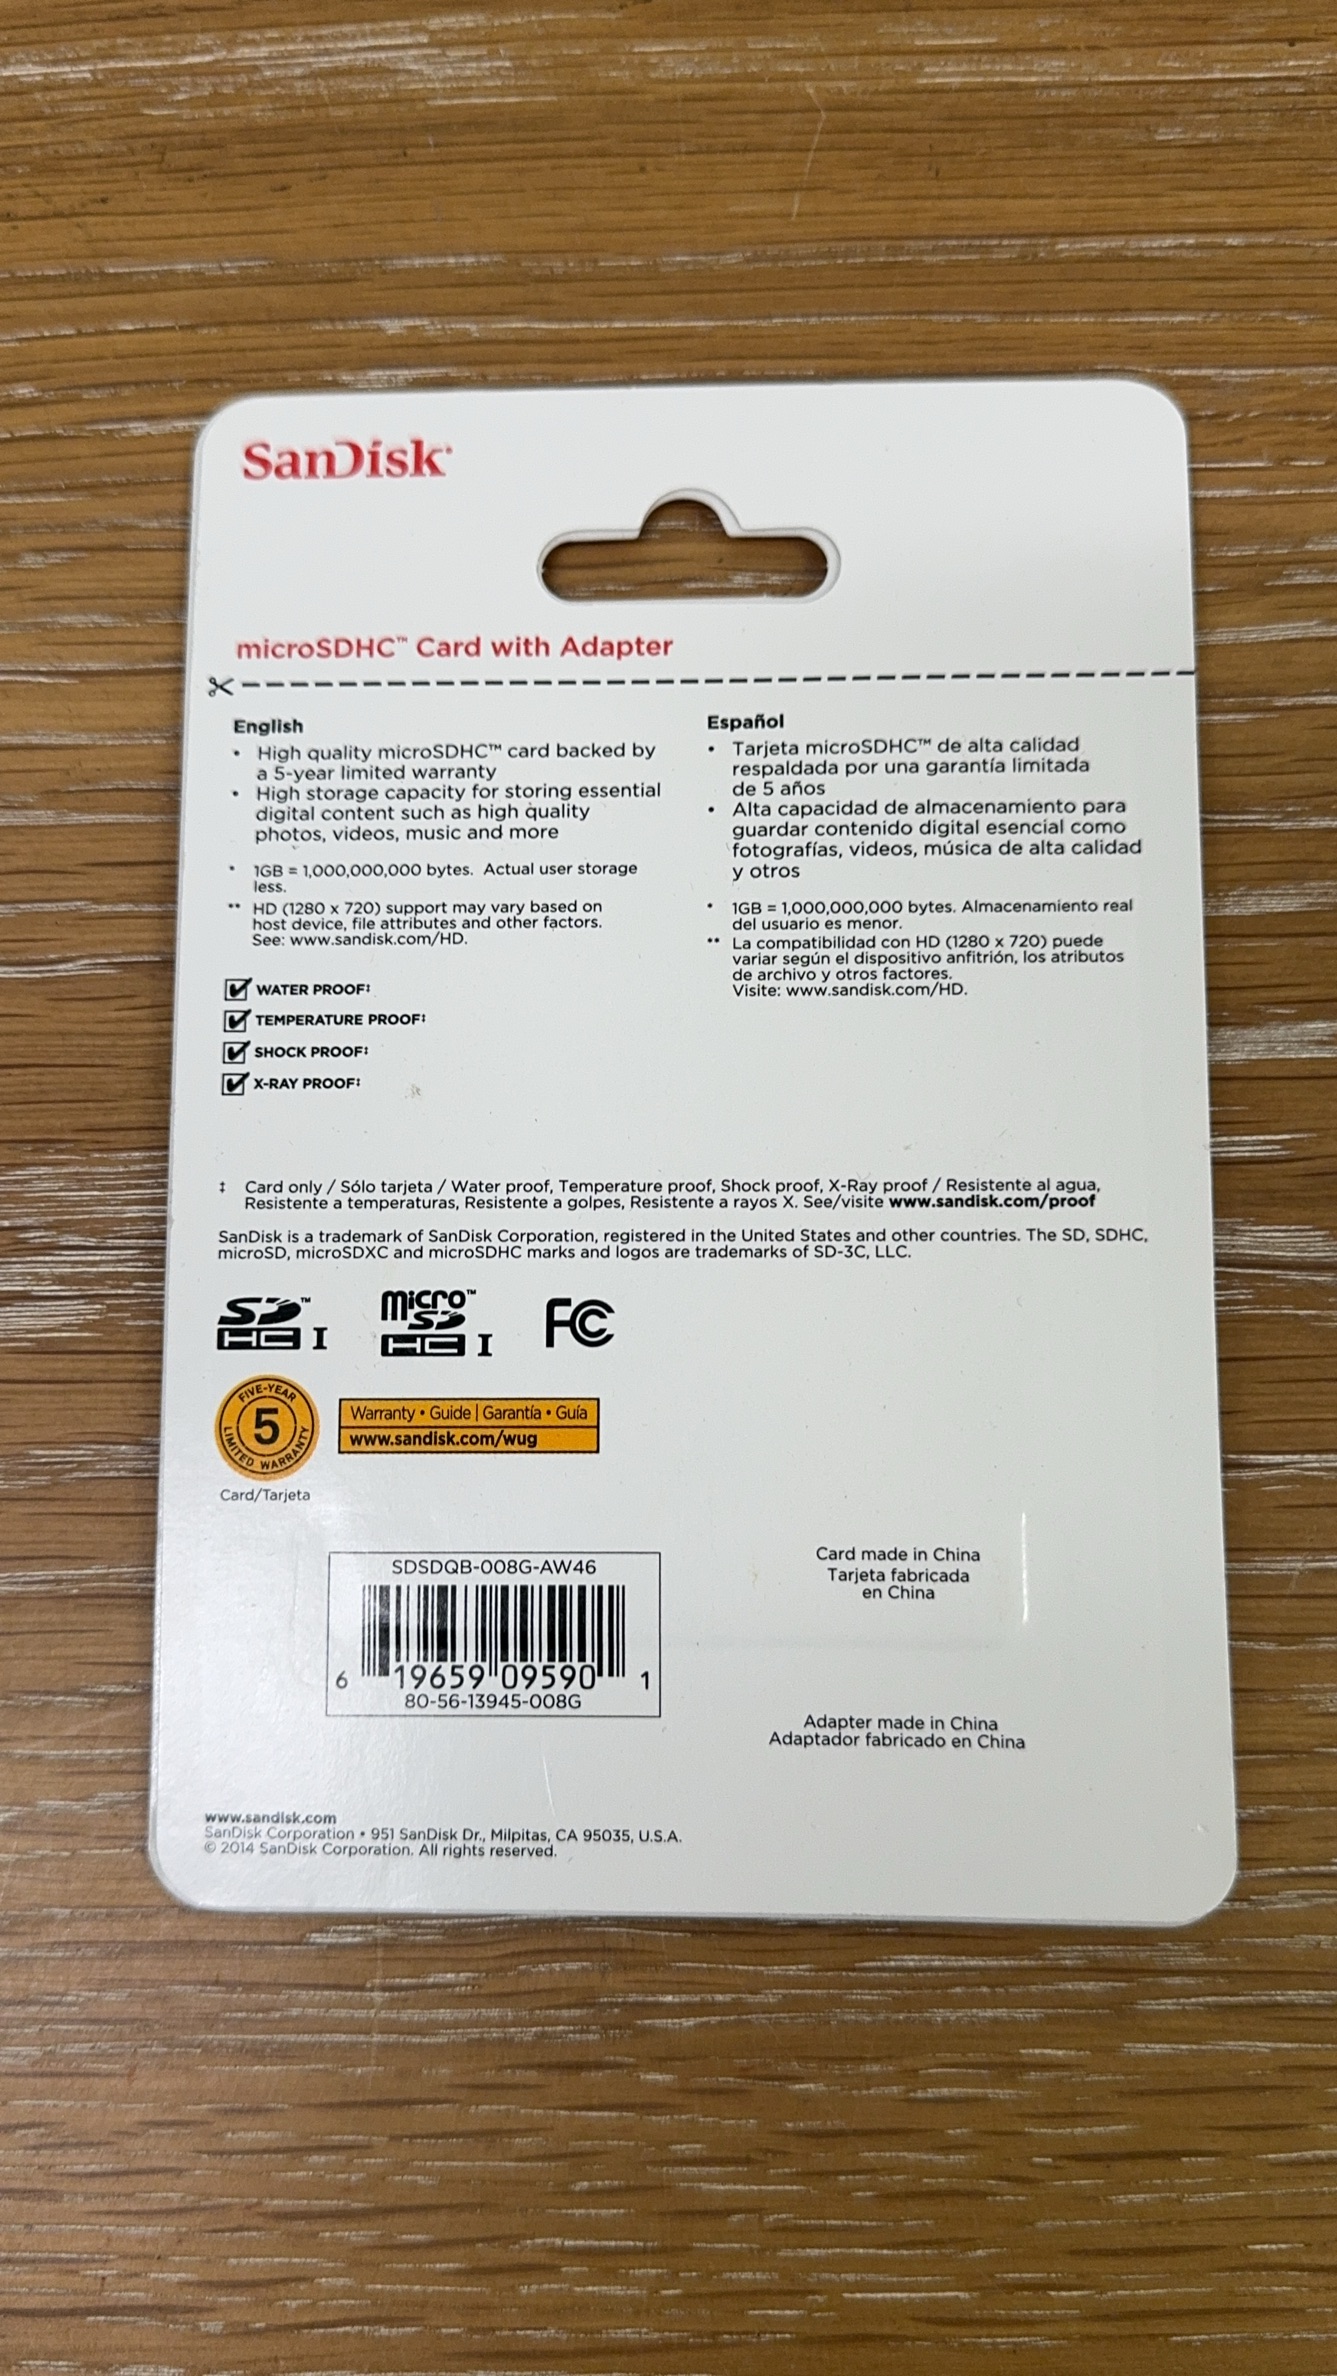 SanDisk®
microSDHC™ Card with Adapter
English
• High quality microSDHC™ card backed by
a 5-year limited warranty
• High storage capacity for storing essential
digital content such as high quality
photos, videos, music and more
* 1GB = 1,000,000,000 bytes. Actual user storage
less.
** HD (1280 x 720) support may vary based on
host device, file attributes and other factors.
See: www.sandisk.com/HD.
WATER PROOF‡
TEMPERATURE PROOF‡
SHOCK PROOF‡
X-RAY PROOF‡
Español
• Tarjeta microSDHC™ de alta calidad
respaldada por una garantía limitada
de 5 años
• Alta capacidad de almacenamiento para
guardar contenido digital esencial como
fotografías, videos, música de alta calidad
y otros
* 1GB = 1,000,000,000 bytes. Almacenamiento real
del usuario es menor.
** La compatibilidad con HD (1280 x 720) puede
variar según el dispositivo anfitrión, los atributos
de archivo y otros factores.
Visite: www.sandisk.com/HD.
‡ Card only / Sólo tarjeta / Water proof, Temperature proof, Shock proof, X-Ray proof / Resistente al agua,
Resistente a temperaturas, Resistente a golpes, Resistente a rayos X. See/visite www.sandisk.com/proof
SanDisk is a trademark of SanDisk Corporation, registered in the United States and other countries. The SD, SDHC,
microSD, microSDXC and microSDHC marks and logos are trademarks of SD-3C, LLC.
SD™ HC I
micro™ SD HC I
FC
FIVE-YEAR
5
LIMITED WARRANTY
Card/Tarjeta
Warranty • Guide | Garantía • Guía
www.sandisk.com/wug
SDSDQB-008G-AW46
6 19659 09590 1
80-56-13945-008G
Card made in China
Tarjeta fabricada
en China
Adapter made in China
Adaptador fabricado en China
www.sandisk.com
SanDisk Corporation • 951 SanDisk Dr., Milpitas, CA 95035, U.S.A.
© 2014 SanDisk Corporation. All rights reserved.